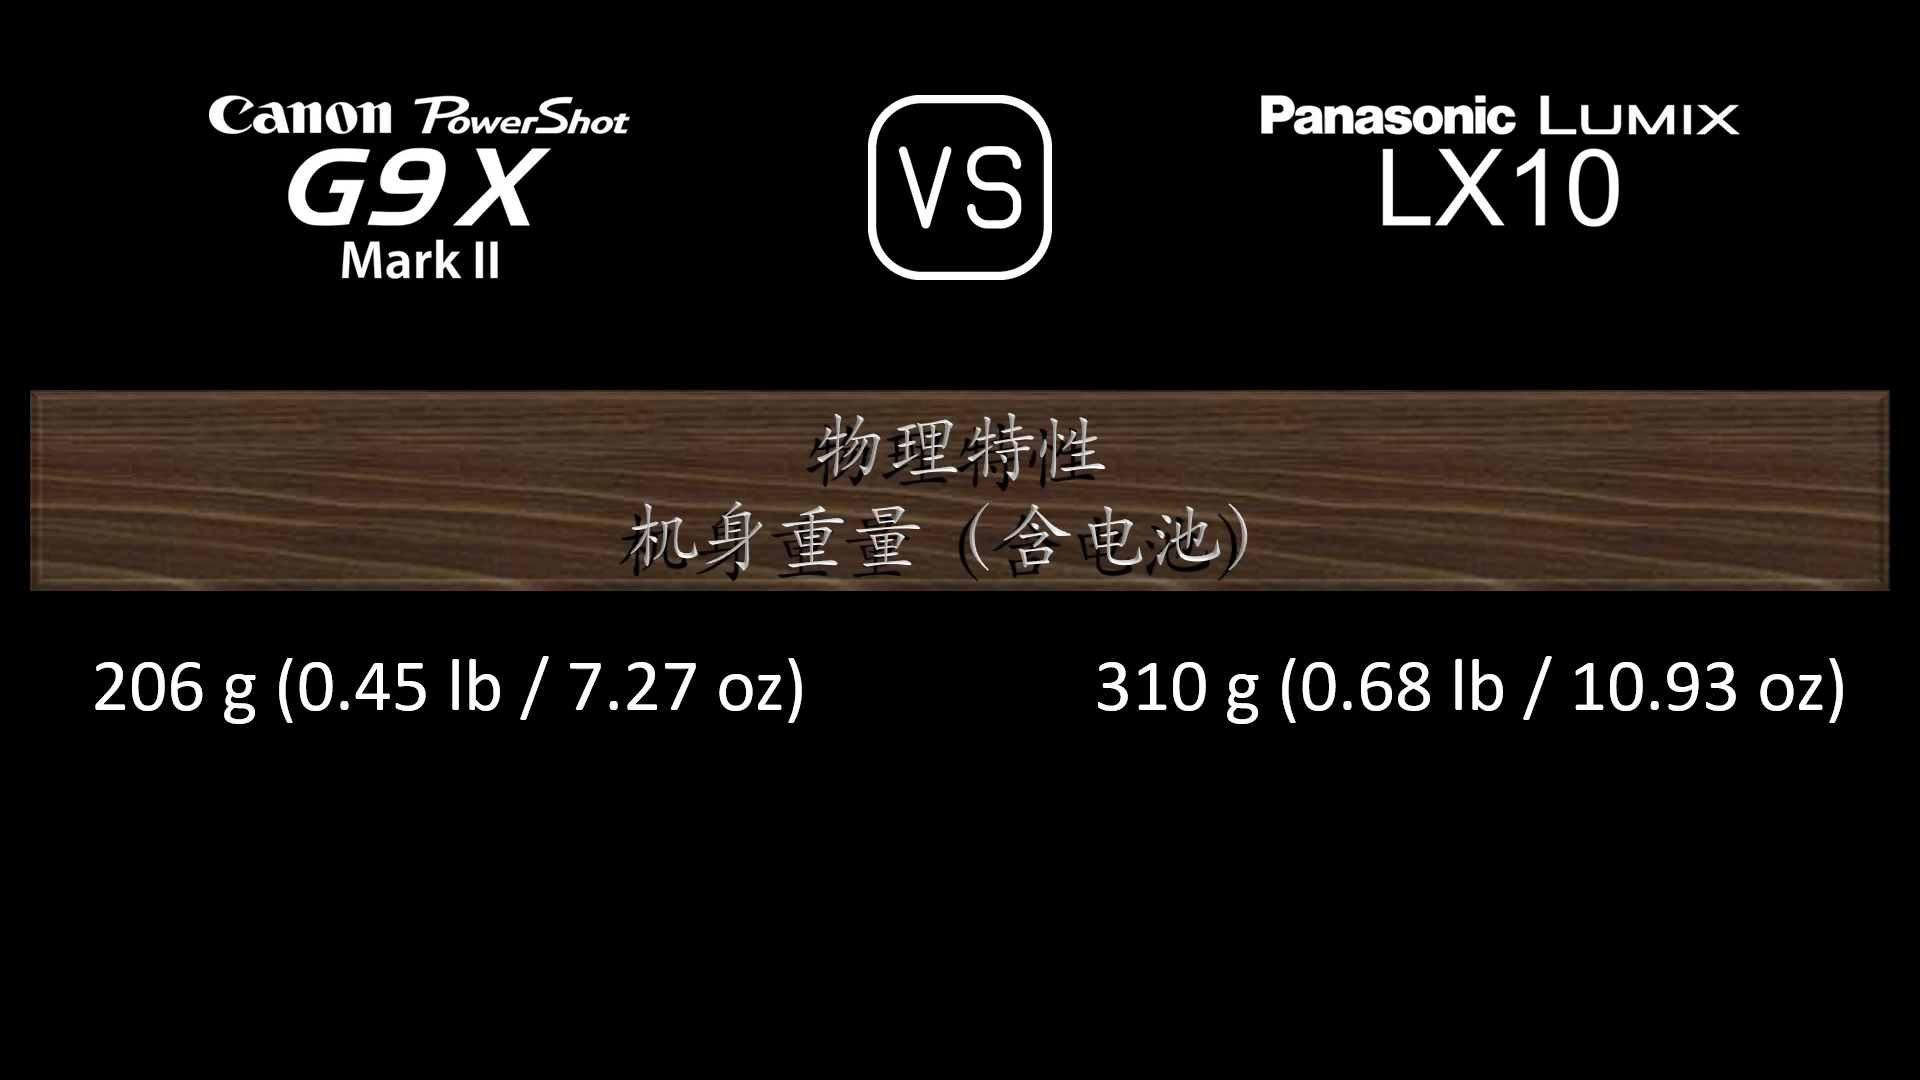 Canon PowerShot
G9 X
Mark II
VS
Panasonic LUMIX
LX10
物理特性
机身重量（含电池）
206 g (0.45 lb / 7.27 oz)
310 g (0.68 lb / 10.93 oz)